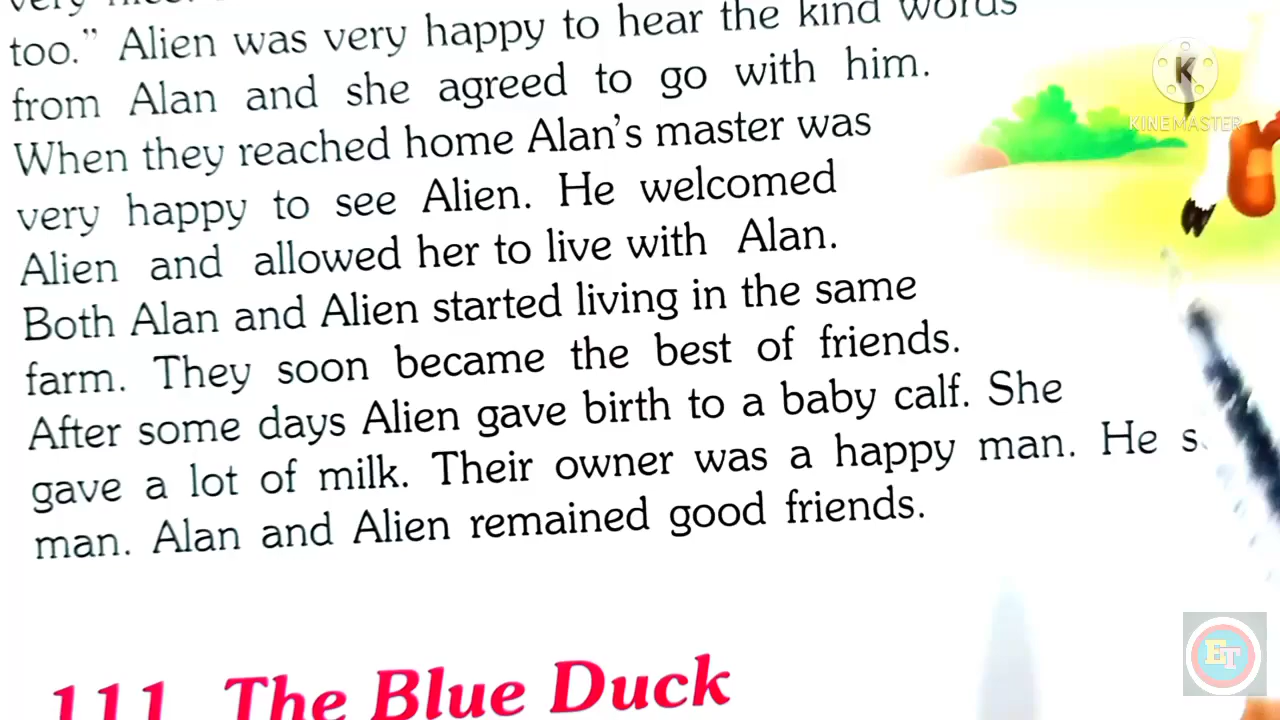 too.” Alien was very happy to hear the kind words
from Alan and she agreed to go with him.
When they reached home Alan’s master was
very happy to see Alien. He welcomed
Alien and allowed her to live with Alan.
Both Alan and Alien started living in the same
farm. They soon became the best of friends.
After some days Alien gave birth to a baby calf. She
gave a lot of milk. Their owner was a happy man. He
man. Alan and Alien remained good friends.
111 The Blue Duck
K
KINEMASTER
ET